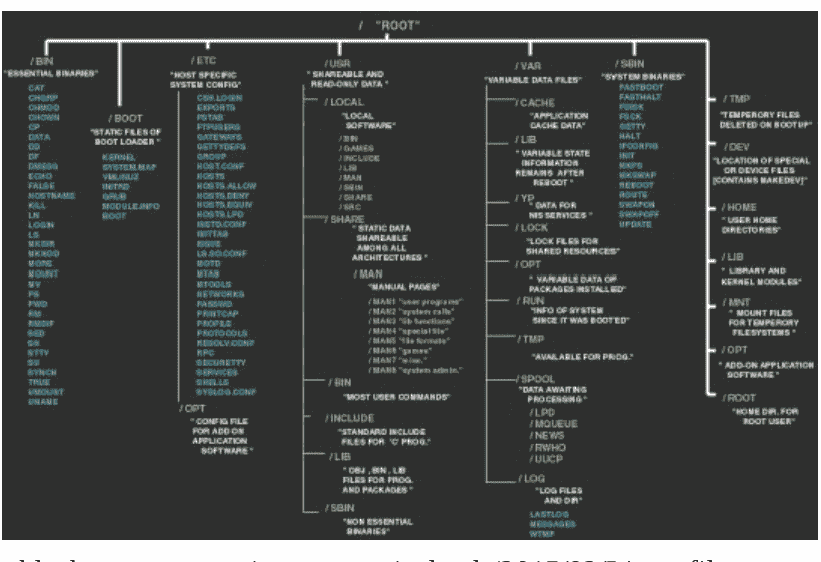 / "ROOT"
/BIN
"ESSENTIAL BINARIES"
CAT
CHGRP
CHMOD
CHOWN
CP
DATA
DD
DF
DMESG
ECHO
FALSE
HOSTNAME
KILL
LN
LOGIN
LS
MKDIR
MKNOD
MORE
MOUNT
MV
PS
PWD
RM
RMDIR
SED
SH
STTY
SU
SYNCH
TRUE
UMOUNT
UNAME
/BOOT
"STATIC FILES OF
BOOT LOADER"
KERNEL
SYSTEM.MAP
VMLINUZ
INITRD
GRUB
MODULE.INFO
BOOT
/ETC
"HOST SPECIFIC
SYSTEM CONFIG"
CSH.LOGIN
EXPORTS
FSTAB
FTPUSERS
GATEWAYS
GETTYDEFS
GROUP
HOST.CONF
HOSTS
HOSTS.ALLOW
HOSTS.DENY
HOSTS.EQUIV
HOSTS.LPD
INETD.CONF
INITTAB
ISSUE
LS.SO.CONF
MOTD
MTAB
MTOOLS
NETWORKS
PASSWD
PRINTCAP
PROFILE
PROTOCOLS
RESOLV.CONF
RPC
SECURETTY
SERVICES
SHELLS
SYSLOG.CONF
/OPT
"CONFIG FILE
FOR ADD ON
APPLICATION
SOFTWARE"
/USR
"SHAREABLE AND
READ-ONLY DATA"
/LOCAL
"LOCAL
SOFTWARE"
/BIN
/GAMES
/INCLUDE
/LIB
/MAN
/SBIN
/SHARE
/SRC
/SHARE
"STATIC DATA
SHAREABLE
AMONG ALL
ARCHITECTURES"
/MAN
"MANUAL PAGES"
/MAN1 "user programs"
/MAN2 "system calls"
/MAN3 "lib functions"
/MAN4 "special file"
/MAN5 "file formats"
/MAN6 "games"
/MAN7 "misc."
/MAN8 "system admin."
/BIN
"MOST USER COMMANDS"
/INCLUDE
"STANDARD INCLUDE
FILES FOR 'C' PROG."
/LIB
"OBJ, BIN, LIB
FILES FOR PROG.
AND PACKAGES"
/SBIN
"NON ESSENTIAL
BINARIES"
/VAR
"VARIABLE DATA FILES"
/CACHE
"APPLICATION
CACHE DATA"
/LIB
"VARIABLE STATE
INFORMATION
REMAINS AFTER
REBOOT"
/YP
"DATA FOR
NIS SERVICES"
/LOCK
"LOCK FILES FOR
SHARED RESOURCES"
/OPT
"VARIABLE DATA OF
PACKAGES INSTALLED"
/RUN
"INFO OF SYSTEM
SINCE IT WAS BOOTED"
/TMP
"AVAILABLE FOR PROG."
/SPOOL
"DATA AWAITING
PROCESSING"
/LPD
/MQUEUE
/NEWS
/RWHO
/UUCP
/LOG
"LOG FILES
AND DIR"
LASTLOG
MESSAGES
WTMP
/SBIN
"SYSTEM BINARIES"
FASTBOOT
FASTHALT
FDISK
FSCK
GETTY
HALT
IFCONFIG
INIT
MKFS
MKSWAP
REBOOT
ROUTE
SWAPON
SWAPOFF
UPDATE
/TMP
"TEMPERORY FILES
DELETED ON BOOTUP"
/DEV
"LOCATION OF SPECIAL
OR DEVICE FILES
[CONTAINS MAKEDEV]"
/HOME
"USER HOME
DIRECTORIES"
/LIB
"LIBRARY AND
KERNEL MODULES"
/MNT
"MOUNT FILES
FOR TEMPERORY
FILESYSTEMS"
/OPT
"ADD-ON APPLICATION
SOFTWARE"
/ROOT
"HOME DIR. FOR
ROOT USER"